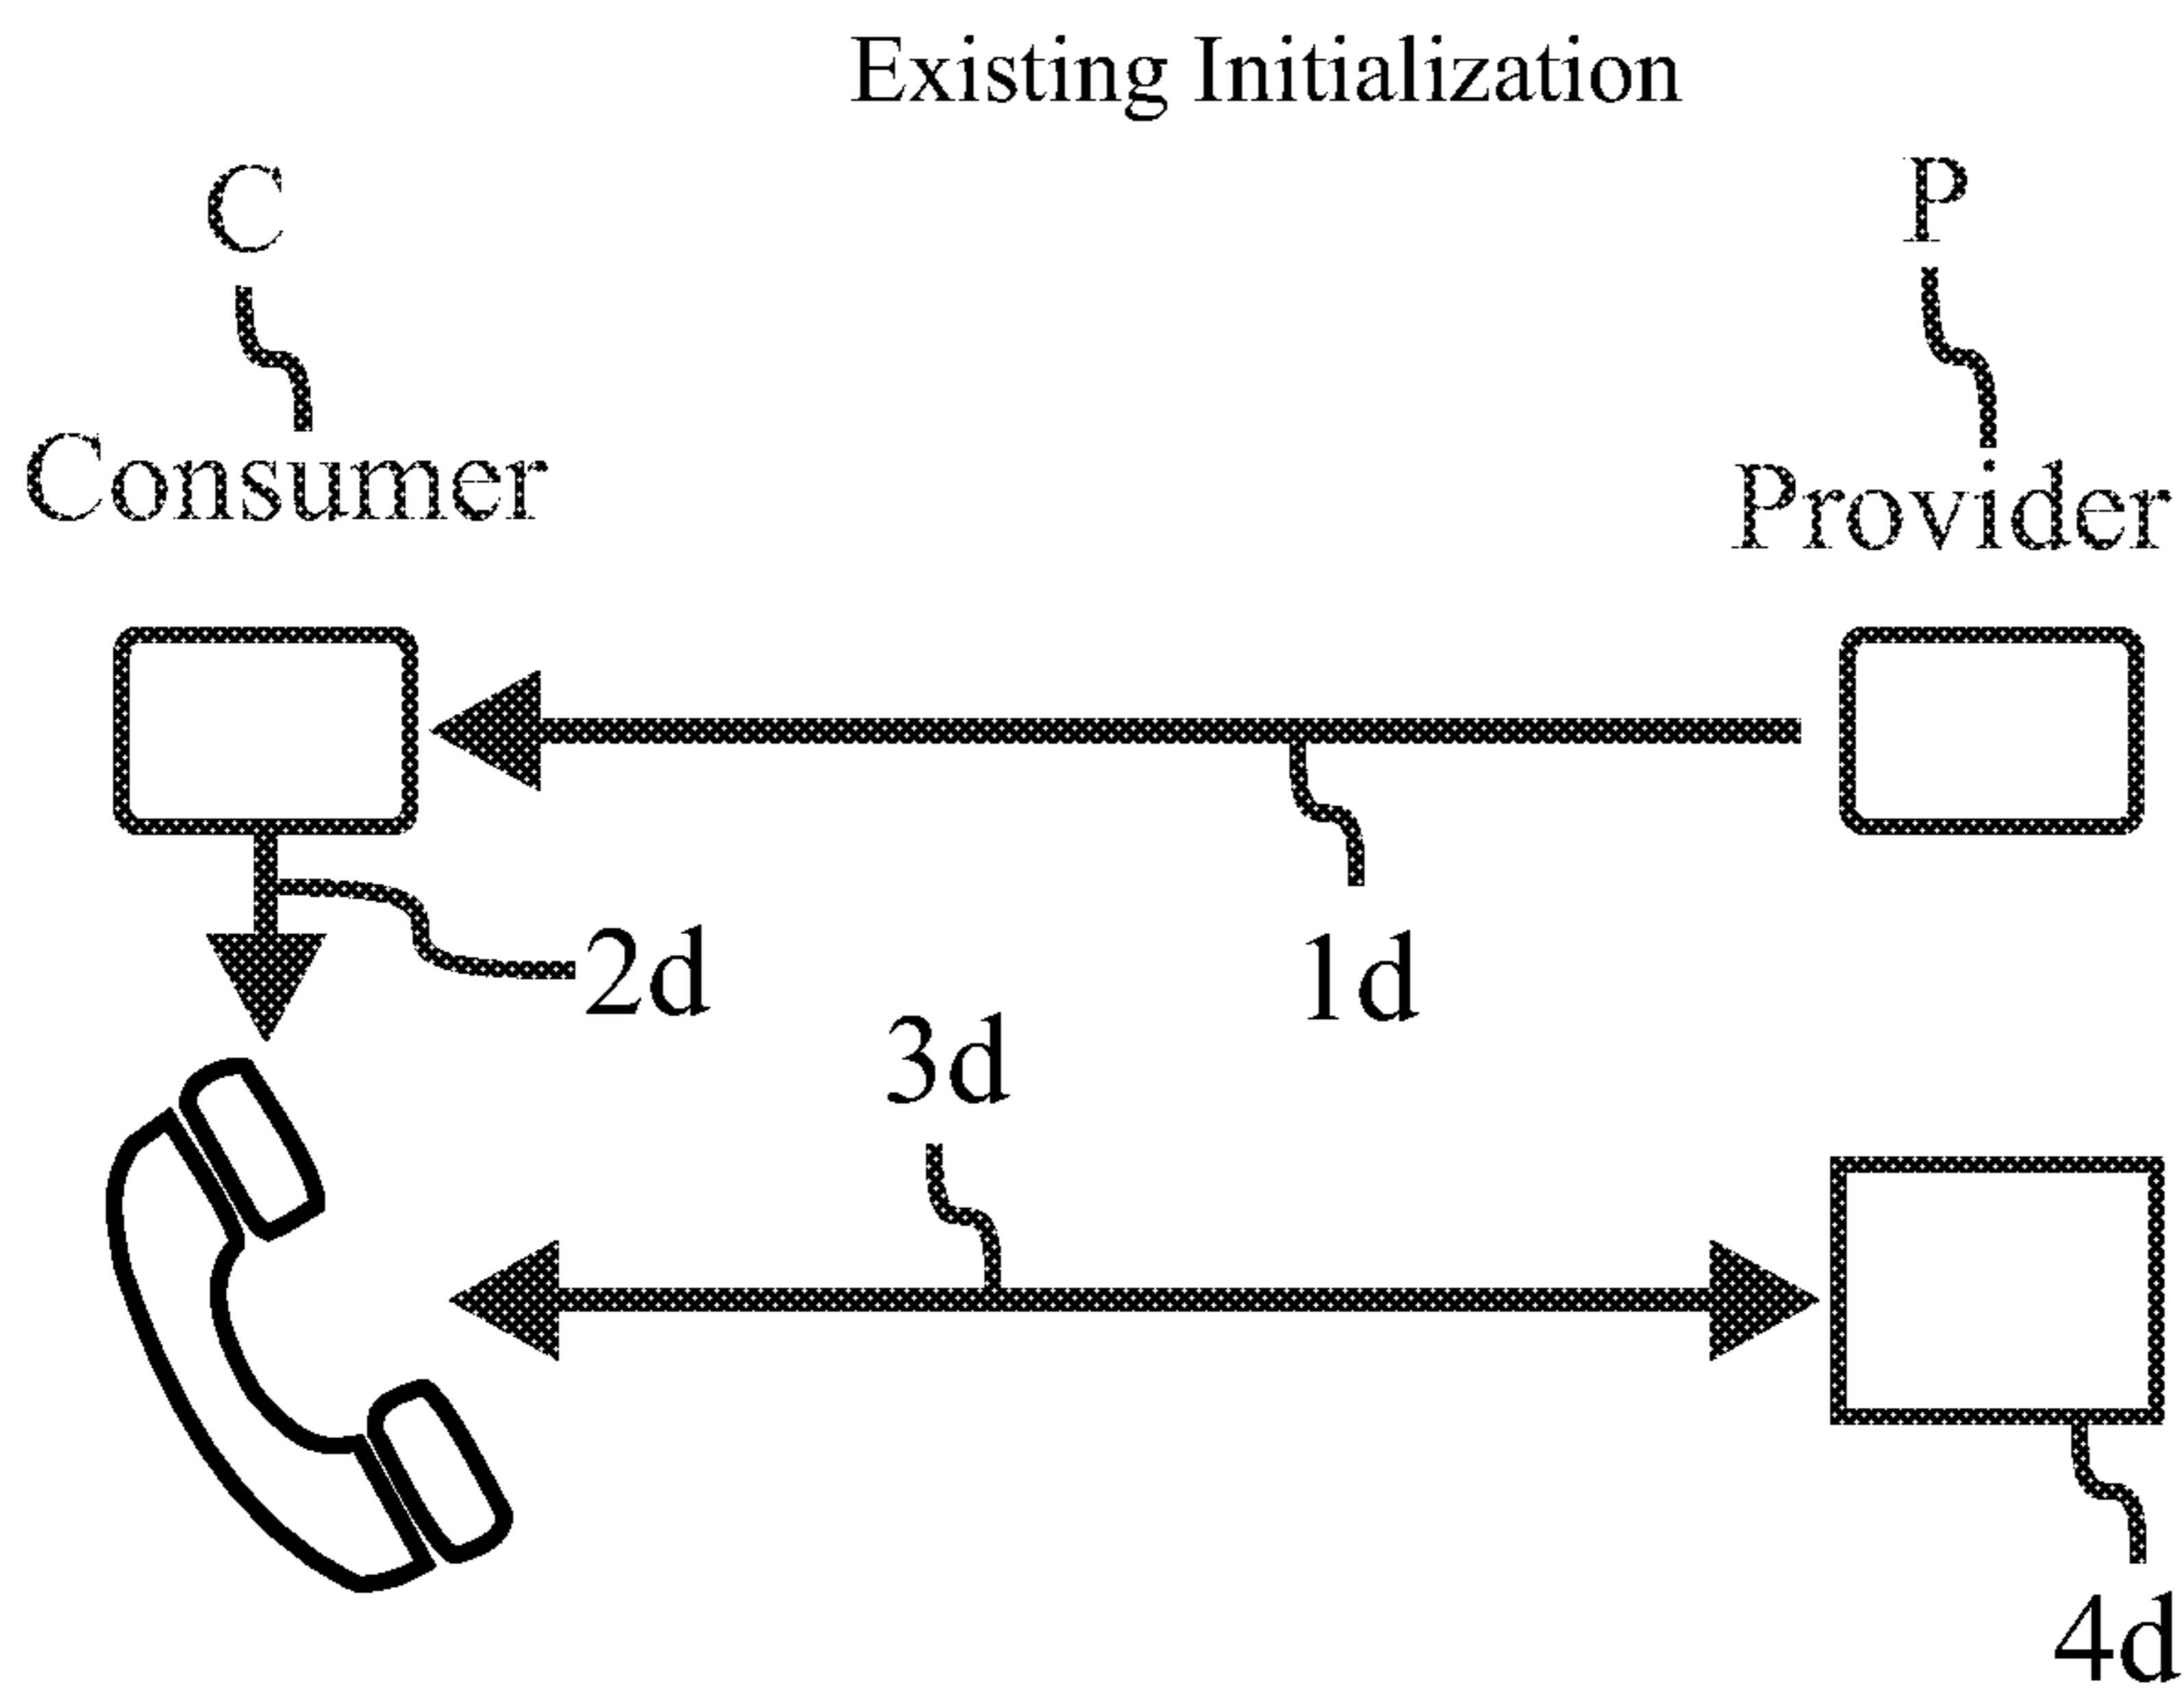 Existing Initialization
C
P
Consumer
Provider
2d
1d
3d
4d